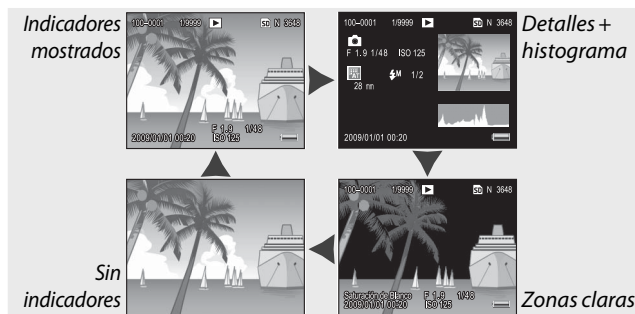 Indicadores mostrados
100–0001 1/9999 SD N 3648
F 1.9 1/48
2009/01/01 00:20 ISO 125
Detalles + histograma
100–0001 1/9999 SD N 3648
F 1.9 1/48 ISO 125
M 1/2
28 mm
2009/01/01 00:20
Sin indicadores
Zonas claras
100–0001 1/9999 SD N 3648
Saturación de Blanco F 1.9 1/48
2009/01/01 00:20 ISO 125